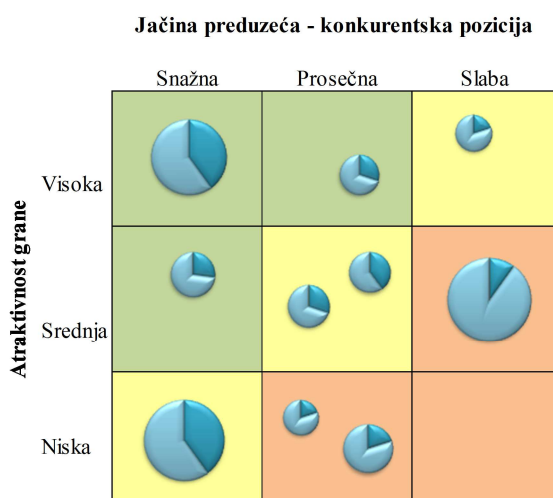 Jačina preduzeća - konkurentska pozicija
Snažna Prosečna Slaba
Atraktivnost grane
Visoka
Srednja
Niska